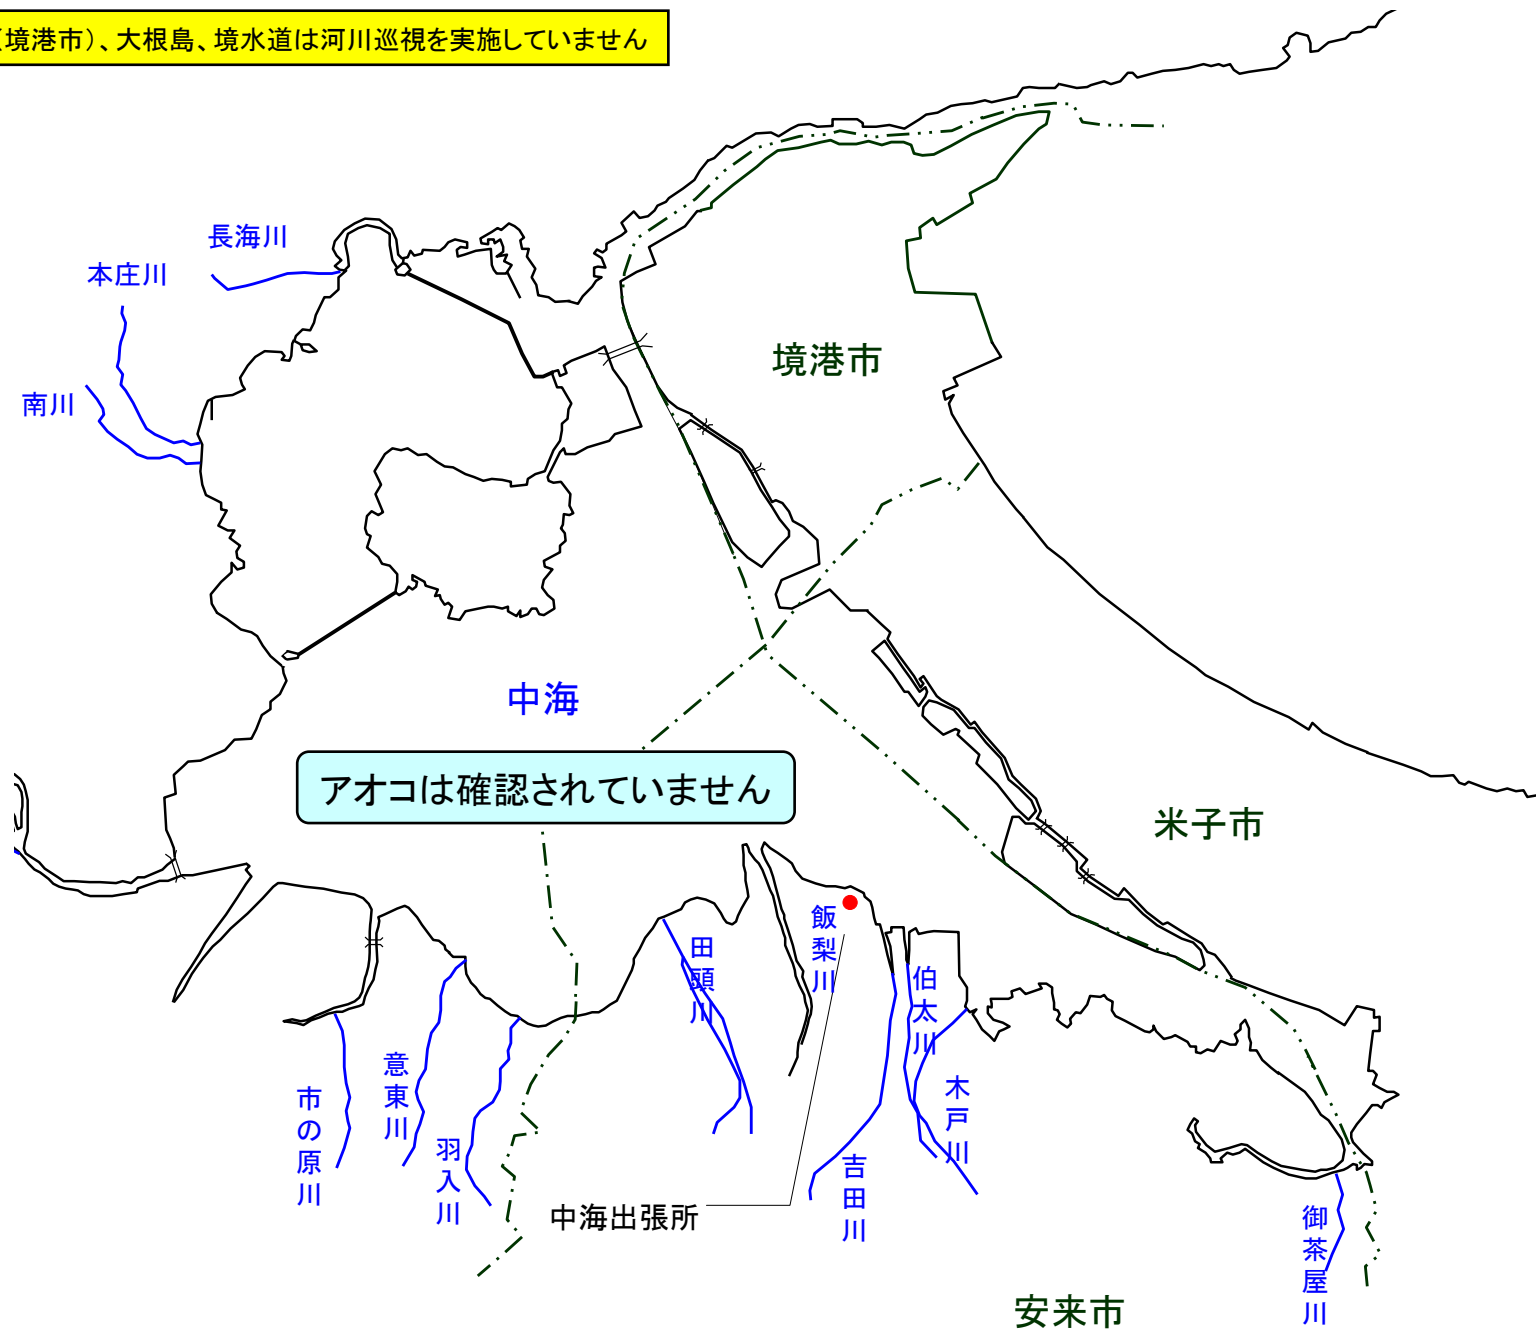 (境港市)、大根島、境水道は河川巡視を実施していません
長海川
本庄川
南川
境港市
中海
アオコは確認されていません
米子市
田頭川
飯梨川
伯太川
木戸川
意東川
市の原川
羽入川
吉田川
中海出張所
御茶屋川
安来市